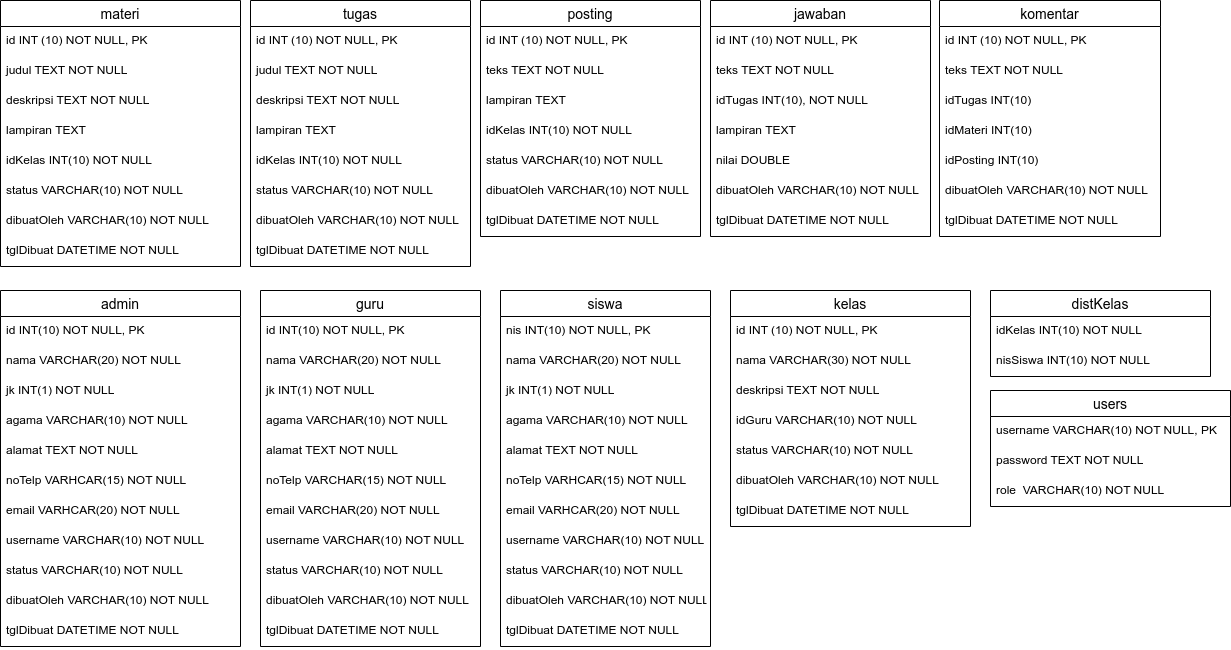 materi
id INT (10) NOT NULL, PK
judul TEXT NOT NULL
deskripsi TEXT NOT NULL
lampiran TEXT
idKelas INT(10) NOT NULL
status VARCHAR(10) NOT NULL
dibuatOleh VARCHAR(10) NOT NULL
tglDibuat DATETIME NOT NULL
tugas
id INT (10) NOT NULL, PK
judul TEXT NOT NULL
deskripsi TEXT NOT NULL
lampiran TEXT
idKelas INT(10) NOT NULL
status VARCHAR(10) NOT NULL
dibuatOleh VARCHAR(10) NOT NULL
tglDibuat DATETIME NOT NULL
posting
id INT (10) NOT NULL, PK
teks TEXT NOT NULL
lampiran TEXT
idKelas INT(10) NOT NULL
status VARCHAR(10) NOT NULL
dibuatOleh VARCHAR(10) NOT NULL
tglDibuat DATETIME NOT NULL
jawaban
id INT (10) NOT NULL, PK
teks TEXT NOT NULL
idTugas INT(10), NOT NULL
lampiran TEXT
nilai DOUBLE
dibuatOleh VARCHAR(10) NOT NULL
tglDibuat DATETIME NOT NULL
komentar
id INT (10) NOT NULL, PK
teks TEXT NOT NULL
idTugas INT(10)
idMateri INT(10)
idPosting INT(10)
dibuatOleh VARCHAR(10) NOT NULL
tglDibuat DATETIME NOT NULL
admin
id INT(10) NOT NULL, PK
nama VARCHAR(20) NOT NULL
jk INT(1) NOT NULL
agama VARCHAR(10) NOT NULL
alamat TEXT NOT NULL
noTelp VARHCAR(15) NOT NULL
email VARHCAR(20) NOT NULL
username VARCHAR(10) NOT NULL
status VARCHAR(10) NOT NULL
dibuatOleh VARCHAR(10) NOT NULL
tglDibuat DATETIME NOT NULL
guru
id INT(10) NOT NULL, PK
nama VARCHAR(20) NOT NULL
jk INT(1) NOT NULL
agama VARCHAR(10) NOT NULL
alamat TEXT NOT NULL
noTelp VARCHAR(15) NOT NULL
email VARCHAR(20) NOT NULL
username VARCHAR(10) NOT NULL
status VARCHAR(10) NOT NULL
dibuatOleh VARCHAR(10) NOT NULL
tglDibuat DATETIME NOT NULL
siswa
nis INT(10) NOT NULL, PK
nama VARCHAR(20) NOT NULL
jk INT(1) NOT NULL
agama VARCHAR(10) NOT NULL
alamat TEXT NOT NULL
noTelp VARHCAR(15) NOT NULL
email VARHCAR(20) NOT NULL
username VARCHAR(10) NOT NULL
status VARCHAR(10) NOT NULL
dibuatOleh VARCHAR(10) NOT NULL
tglDibuat DATETIME NOT NULL
kelas
id INT (10) NOT NULL, PK
nama VARCHAR(30) NOT NULL
deskripsi TEXT NOT NULL
idGuru VARCHAR(10) NOT NULL
status VARCHAR(10) NOT NULL
dibuatOleh VARCHAR(10) NOT NULL
tglDibuat DATETIME NOT NULL
distKelas
idKelas INT(10) NOT NULL
nisSiswa INT(10) NOT NULL
users
username VARCHAR(10) NOT NULL, PK
password TEXT NOT NULL
role  VARCHAR(10) NOT NULL